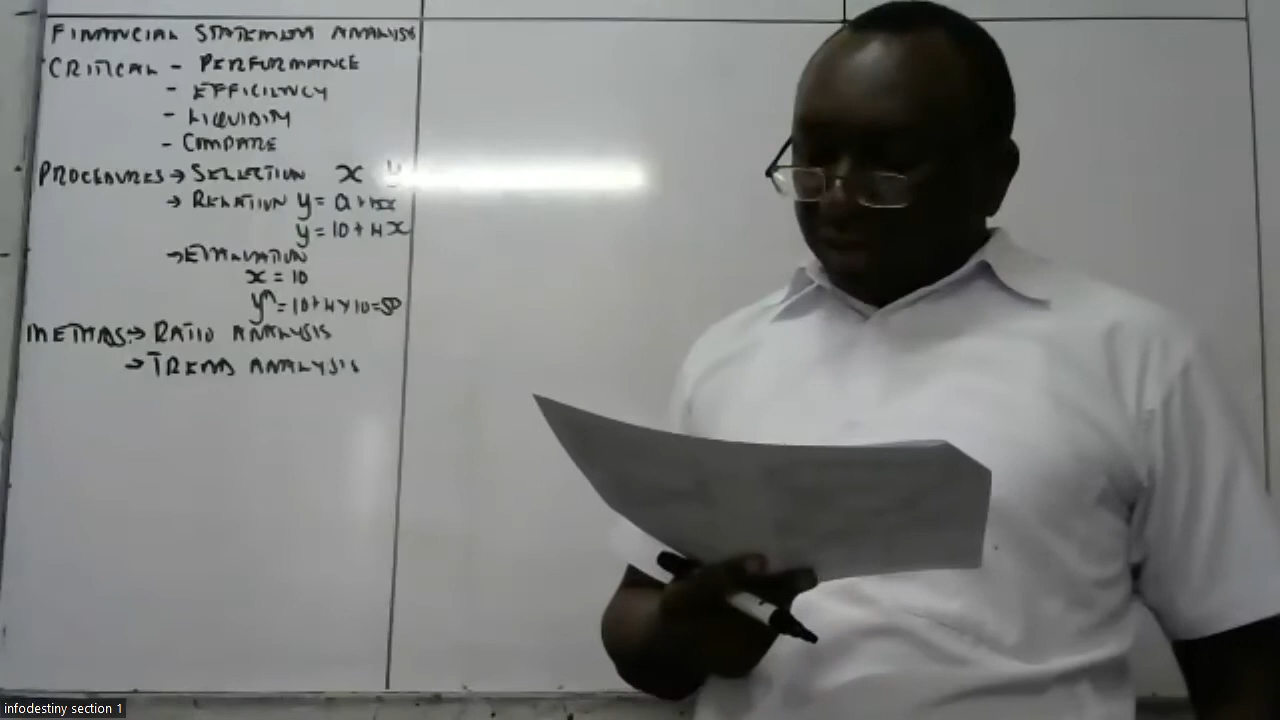 FINANCIAL STATEMENT ANALYSIS
CRITICAL - PERFORMANCE
- EFFICIENCY
- LIQUIDITY
- COMPARE
PROCEDURES → SELECTION x y
→ RELATION y = a + bx
y = 10 + 4x
→ EVALUATION
x = 10
y = 10 + 4 x 10 = 50
METHODS → RATIO ANALYSIS
→ TREND ANALYSIS
infodestiny section 1